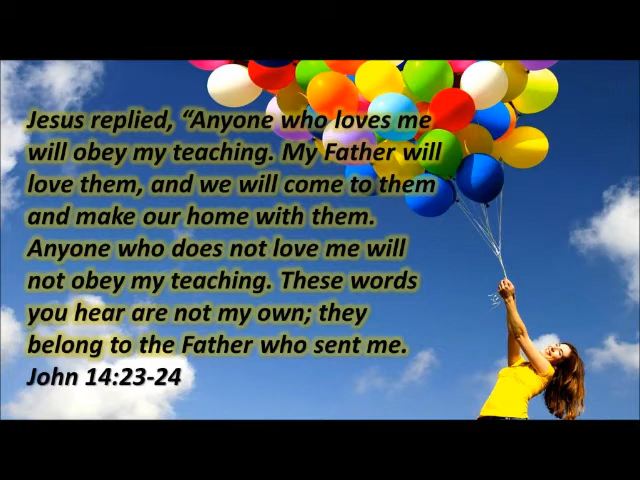 Jesus replied, “Anyone who loves me
will obey my teaching. My Father will
love them, and we will come to them
and make our home with them.
Anyone who does not love me will
not obey my teaching. These words
you hear are not my own; they
belong to the Father who sent me.
John 14:23-24